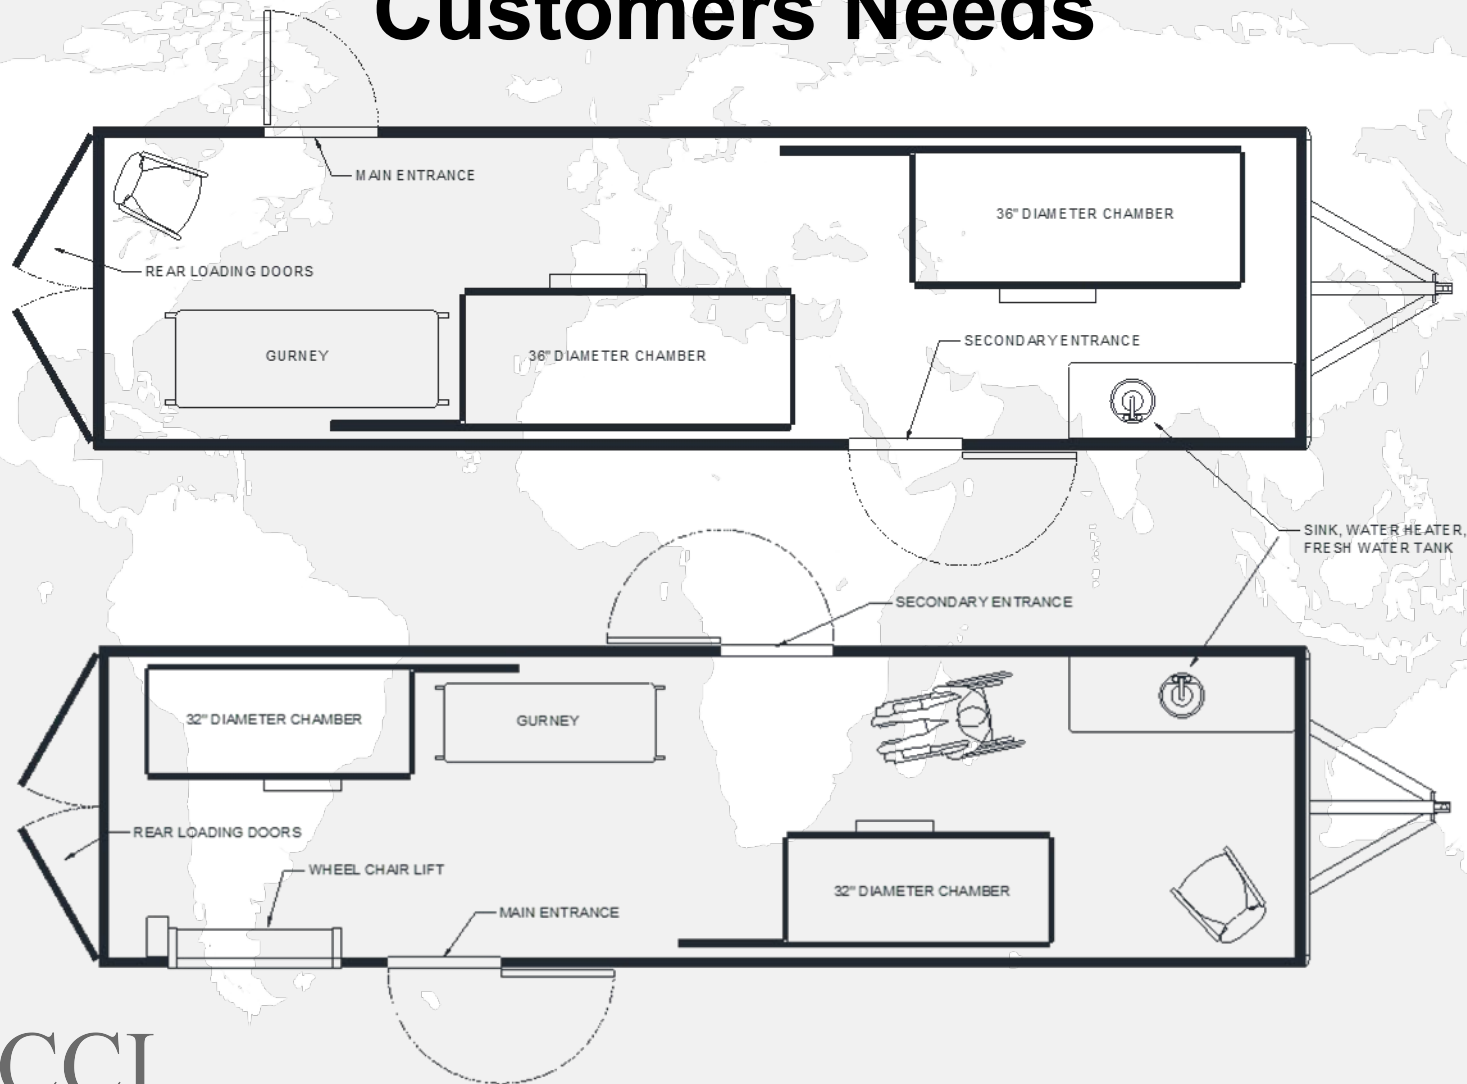 Customers Needs
MAIN ENTRANCE
36" DIAMETER CHAMBER
REAR LOADING DOORS
SECONDARY ENTRANCE
GURNEY
36" DIAMETER CHAMBER
SINK, WATER HEATER,
FRESH WATER TANK
SECONDARY ENTRANCE
32" DIAMETER CHAMBER
GURNEY
REAR LOADING DOORS
WHEEL CHAIR LIFT
32" DIAMETER CHAMBER
MAIN ENTRANCE
CCI